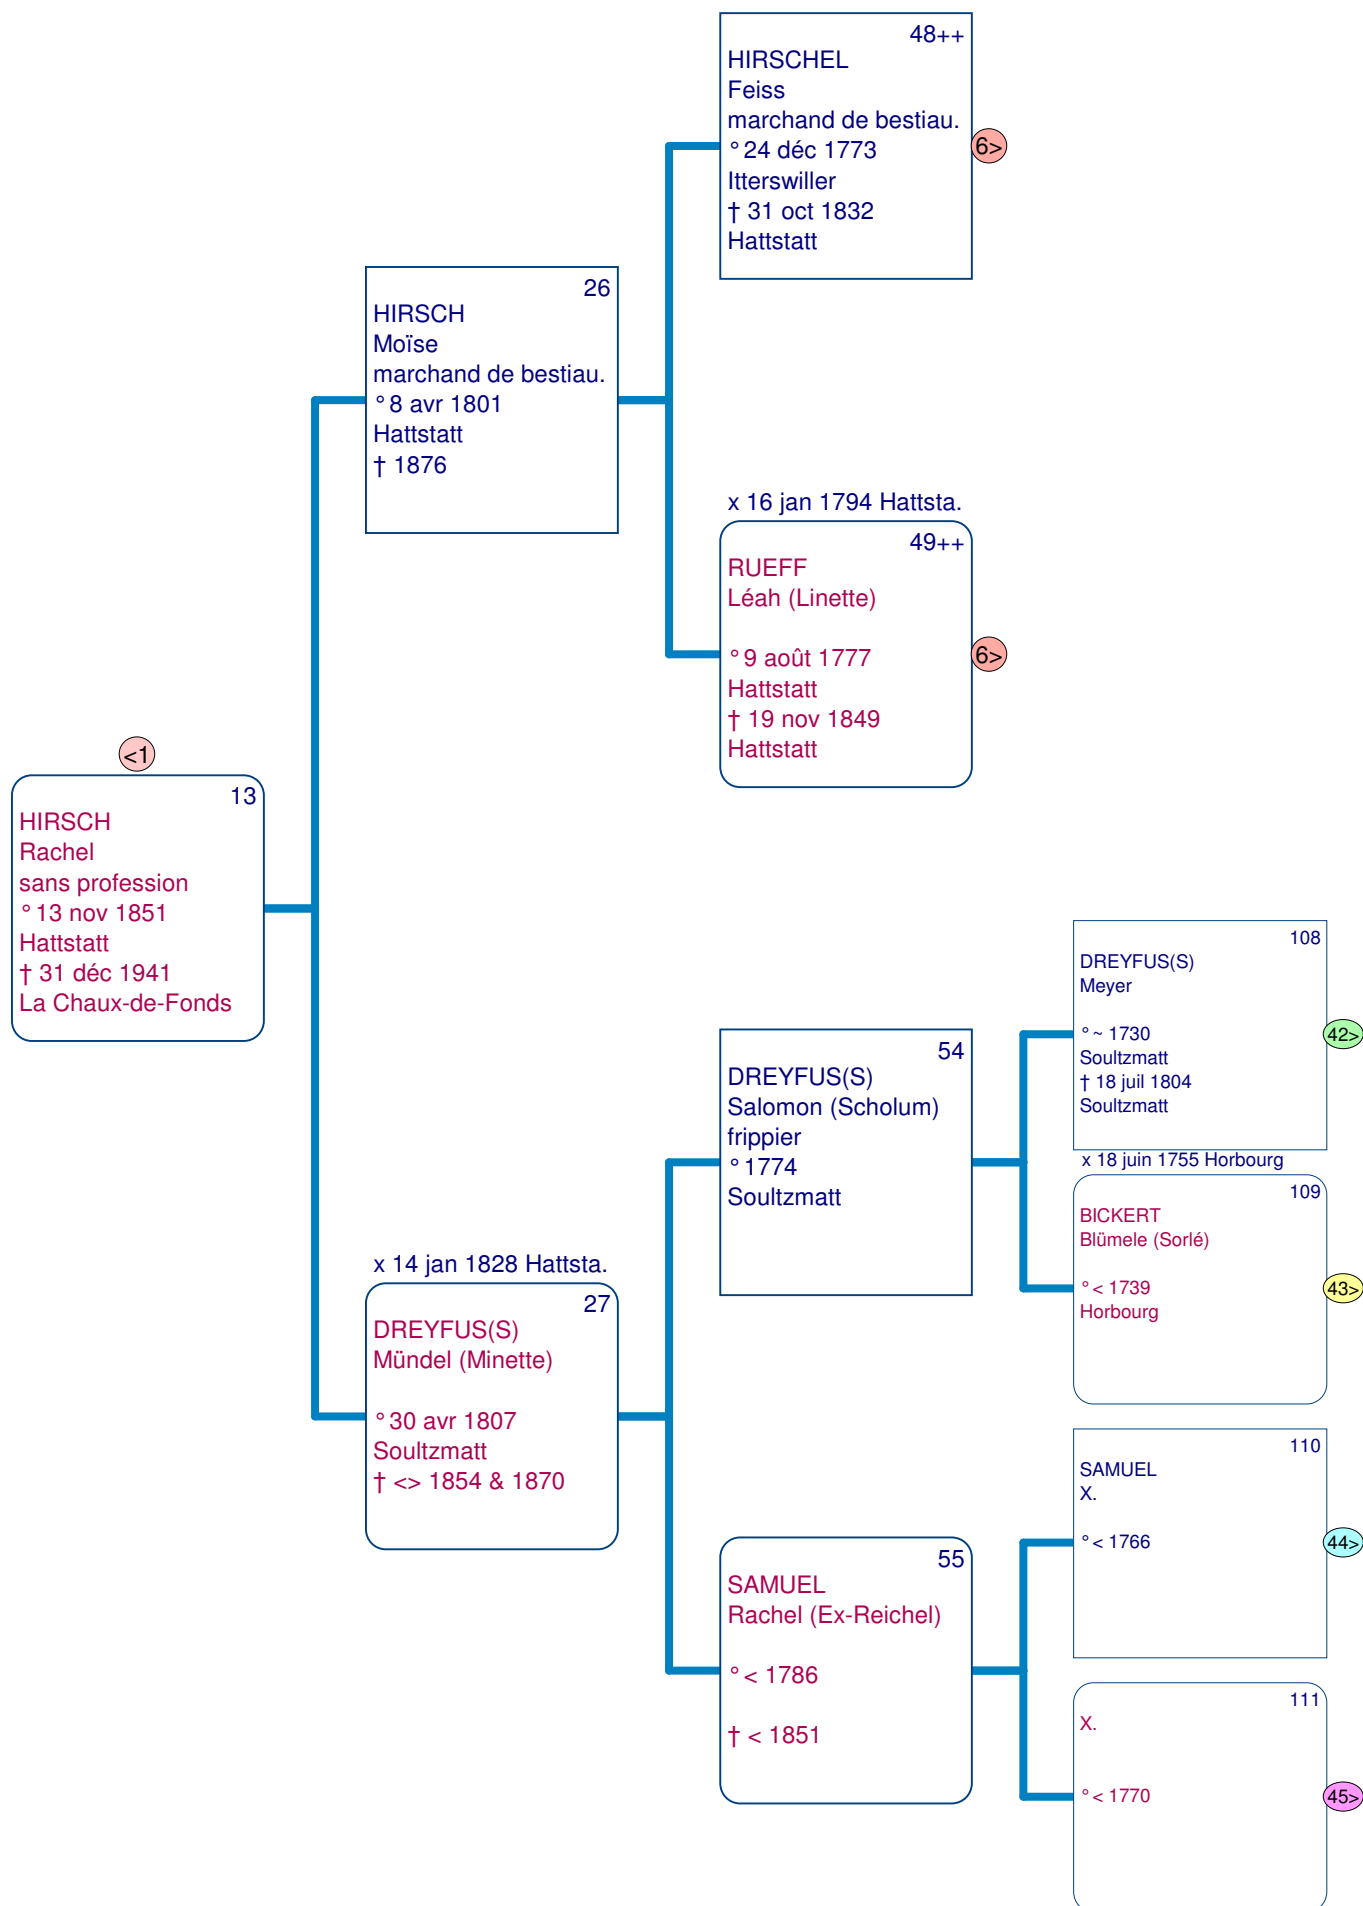 48++
HIRSCHEL
Feiss
marchand de bestiau.
° 24 déc 1773
Itterswiller
† 31 oct 1832
Hattstatt
6>
26
HIRSCH
Moïse
marchand de bestiau.
° 8 avr 1801
Hattstatt
† 1876
x 16 jan 1794 Hattsta.
49++
RUEFF
Léah (Linette)
° 9 août 1777
Hattstatt
† 19 nov 1849
Hattstatt
6>
<1
13
HIRSCH
Rachel
sans profession
° 13 nov 1851
Hattstatt
† 31 déc 1941
La Chaux-de-Fonds
108
DREYFUS(S)
Meyer
° ~ 1730
Soultzmatt
† 18 juil 1804
Soultzmatt
42>
54
DREYFUS(S)
Salomon (Scholum)
frippier
° 1774
Soultzmatt
x 18 juin 1755 Horbourg
109
BICKERT
Blümele (Sorlé)
° < 1739
Horbourg
43>
x 14 jan 1828 Hattsta.
27
DREYFUS(S)
Mündel (Minette)
° 30 avr 1807
Soultzmatt
† <> 1854 & 1870
110
SAMUEL
X.
° < 1766
44>
55
SAMUEL
Rachel (Ex-Reichel)
° < 1786
† < 1851
111
X.
° < 1770
45>